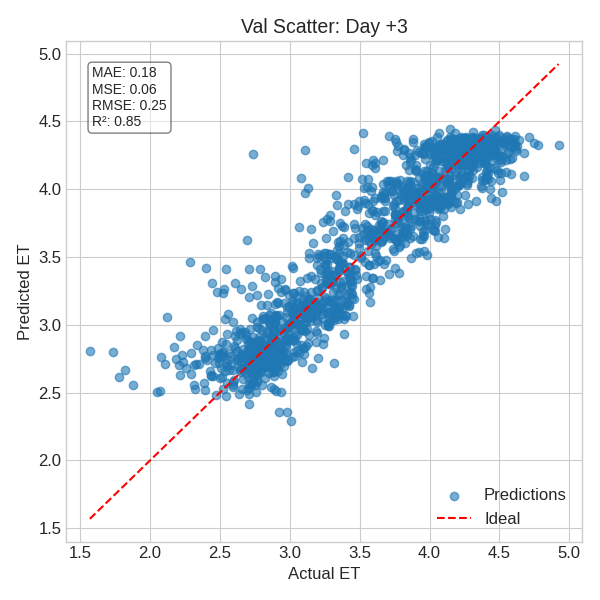 Val Scatter: Day +3
MAE: 0.18
MSE: 0.06
RMSE: 0.25
R²: 0.85
5.0
4.5
4.0
3.5
3.0
2.5
2.0
1.5
Predicted ET
Predictions
Ideal
1.5 2.0 2.5 3.0 3.5 4.0 4.5 5.0
Actual ET